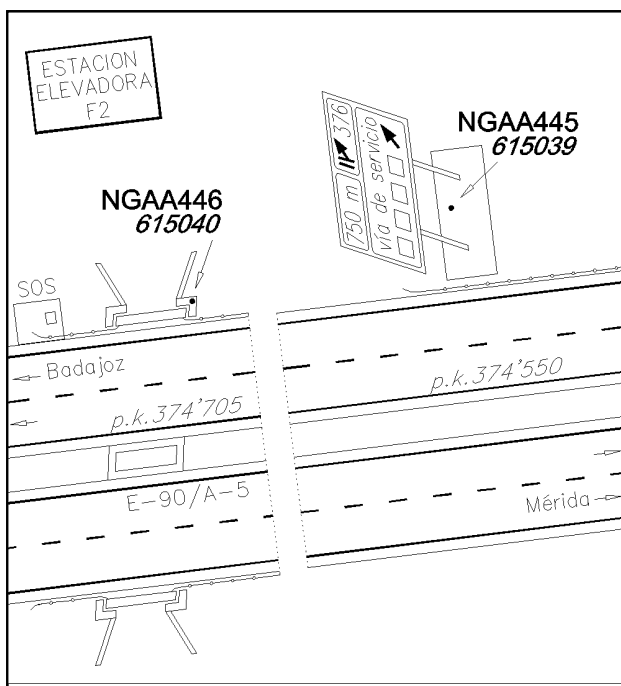 ESTACION
ELEVADORA
F2
750 m 376
vía de servicio
NGAA445
615039
NGAA446
615040
SOS
Badajoz
p.k.374'550
p.k.374'705
E-90/A-5
Mérida